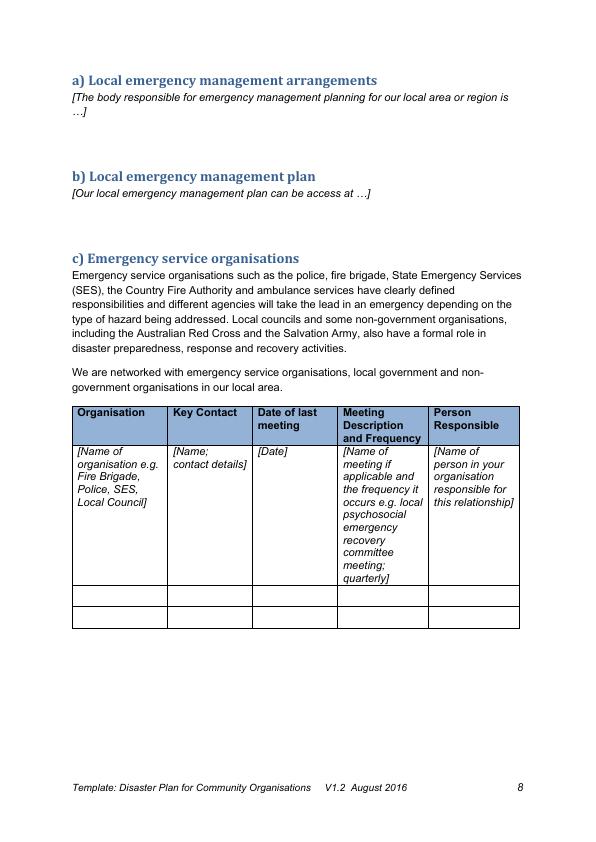 a) Local emergency management arrangements
[The body responsible for emergency management planning for our local area or region is
…]
b) Local emergency management plan
[Our local emergency management plan can be access at …]
c) Emergency service organisations
Emergency service organisations such as the police, fire brigade, State Emergency Services
(SES), the Country Fire Authority and ambulance services have clearly defined
responsibilities and different agencies will take the lead in an emergency depending on the
type of hazard being addressed. Local councils and some non-government organisations,
including the Australian Red Cross and the Salvation Army, also have a formal role in
disaster preparedness, response and recovery activities.
We are networked with emergency service organisations, local government and non-
government organisations in our local area.
Organisation
Key Contact
Date of last
meeting
Meeting
Description
and Frequency
Person
Responsible
[Name of
organisation e.g.
Fire Brigade,
Police, SES,
Local Council]
[Name;
contact details]
[Date]
[Name of
meeting if
applicable and
the frequency it
occurs e.g. local
psychosocial
emergency
recovery
committee
meeting;
quarterly]
[Name of
person in your
organisation
responsible for
this relationship]
Template: Disaster Plan for Community Organisations V1.2 August 2016
8